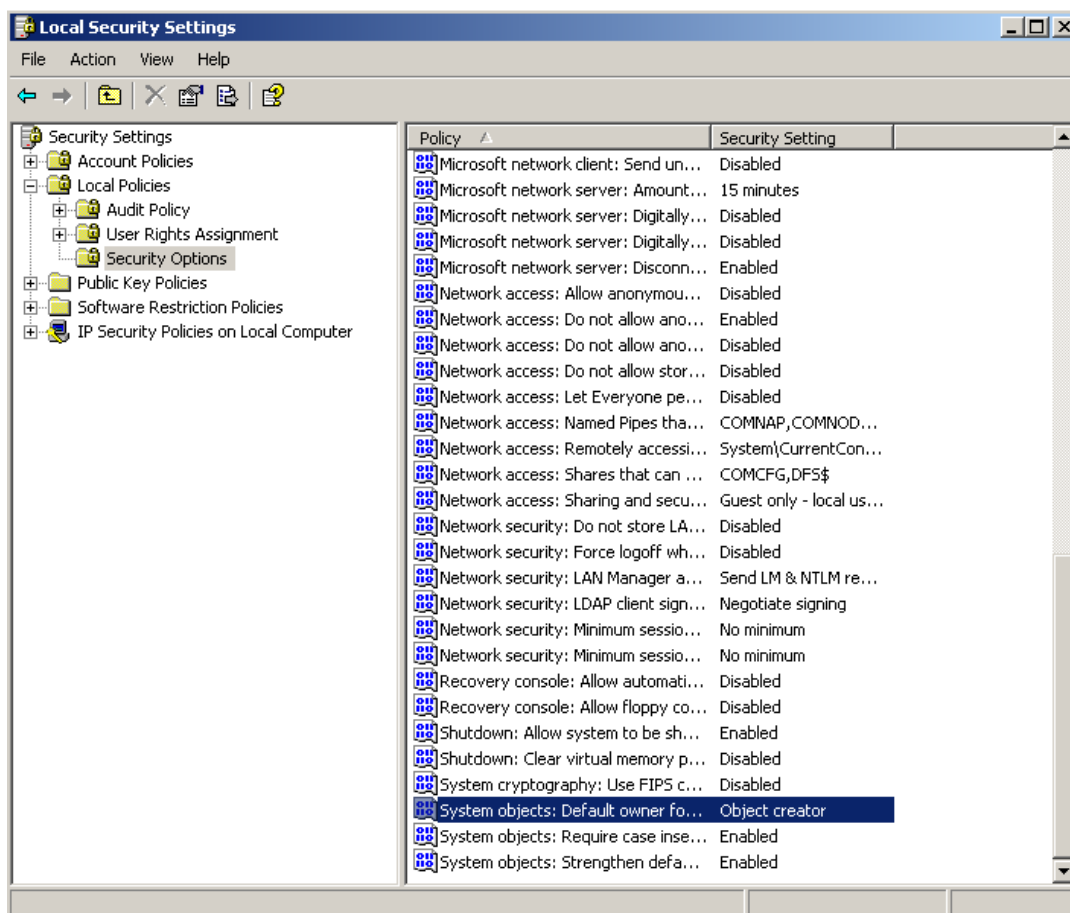 Local Security Settings
File Action View Help
Security Settings
Account Policies
Local Policies
Audit Policy
User Rights Assignment
Security Options
Public Key Policies
Software Restriction Policies
IP Security Policies on Local Computer
Policy Security Setting
Microsoft network client: Send un... Disabled
Microsoft network server: Amount... 15 minutes
Microsoft network server: Digitally... Disabled
Microsoft network server: Digitally... Disabled
Microsoft network server: Disconn... Enabled
Network access: Allow anonymou... Disabled
Network access: Do not allow ano... Enabled
Network access: Do not allow ano... Disabled
Network access: Do not allow stor... Disabled
Network access: Let Everyone pe... Disabled
Network access: Named Pipes tha... COMNAP,COMNOD...
Network access: Remotely accessi... System\CurrentCon...
Network access: Shares that can ... COMCFG,DFS$
Network access: Sharing and secu... Guest only - local us...
Network security: Do not store LA... Disabled
Network security: Force logoff wh... Disabled
Network security: LAN Manager a... Send LM & NTLM re...
Network security: LDAP client sign... Negotiate signing
Network security: Minimum sessio... No minimum
Network security: Minimum sessio... No minimum
Recovery console: Allow automati... Disabled
Recovery console: Allow floppy co... Disabled
Shutdown: Allow system to be sh... Enabled
Shutdown: Clear virtual memory p... Disabled
System cryptography: Use FIPS c... Disabled
System objects: Default owner fo... Object creator
System objects: Require case inse... Enabled
System objects: Strengthen defa... Enabled